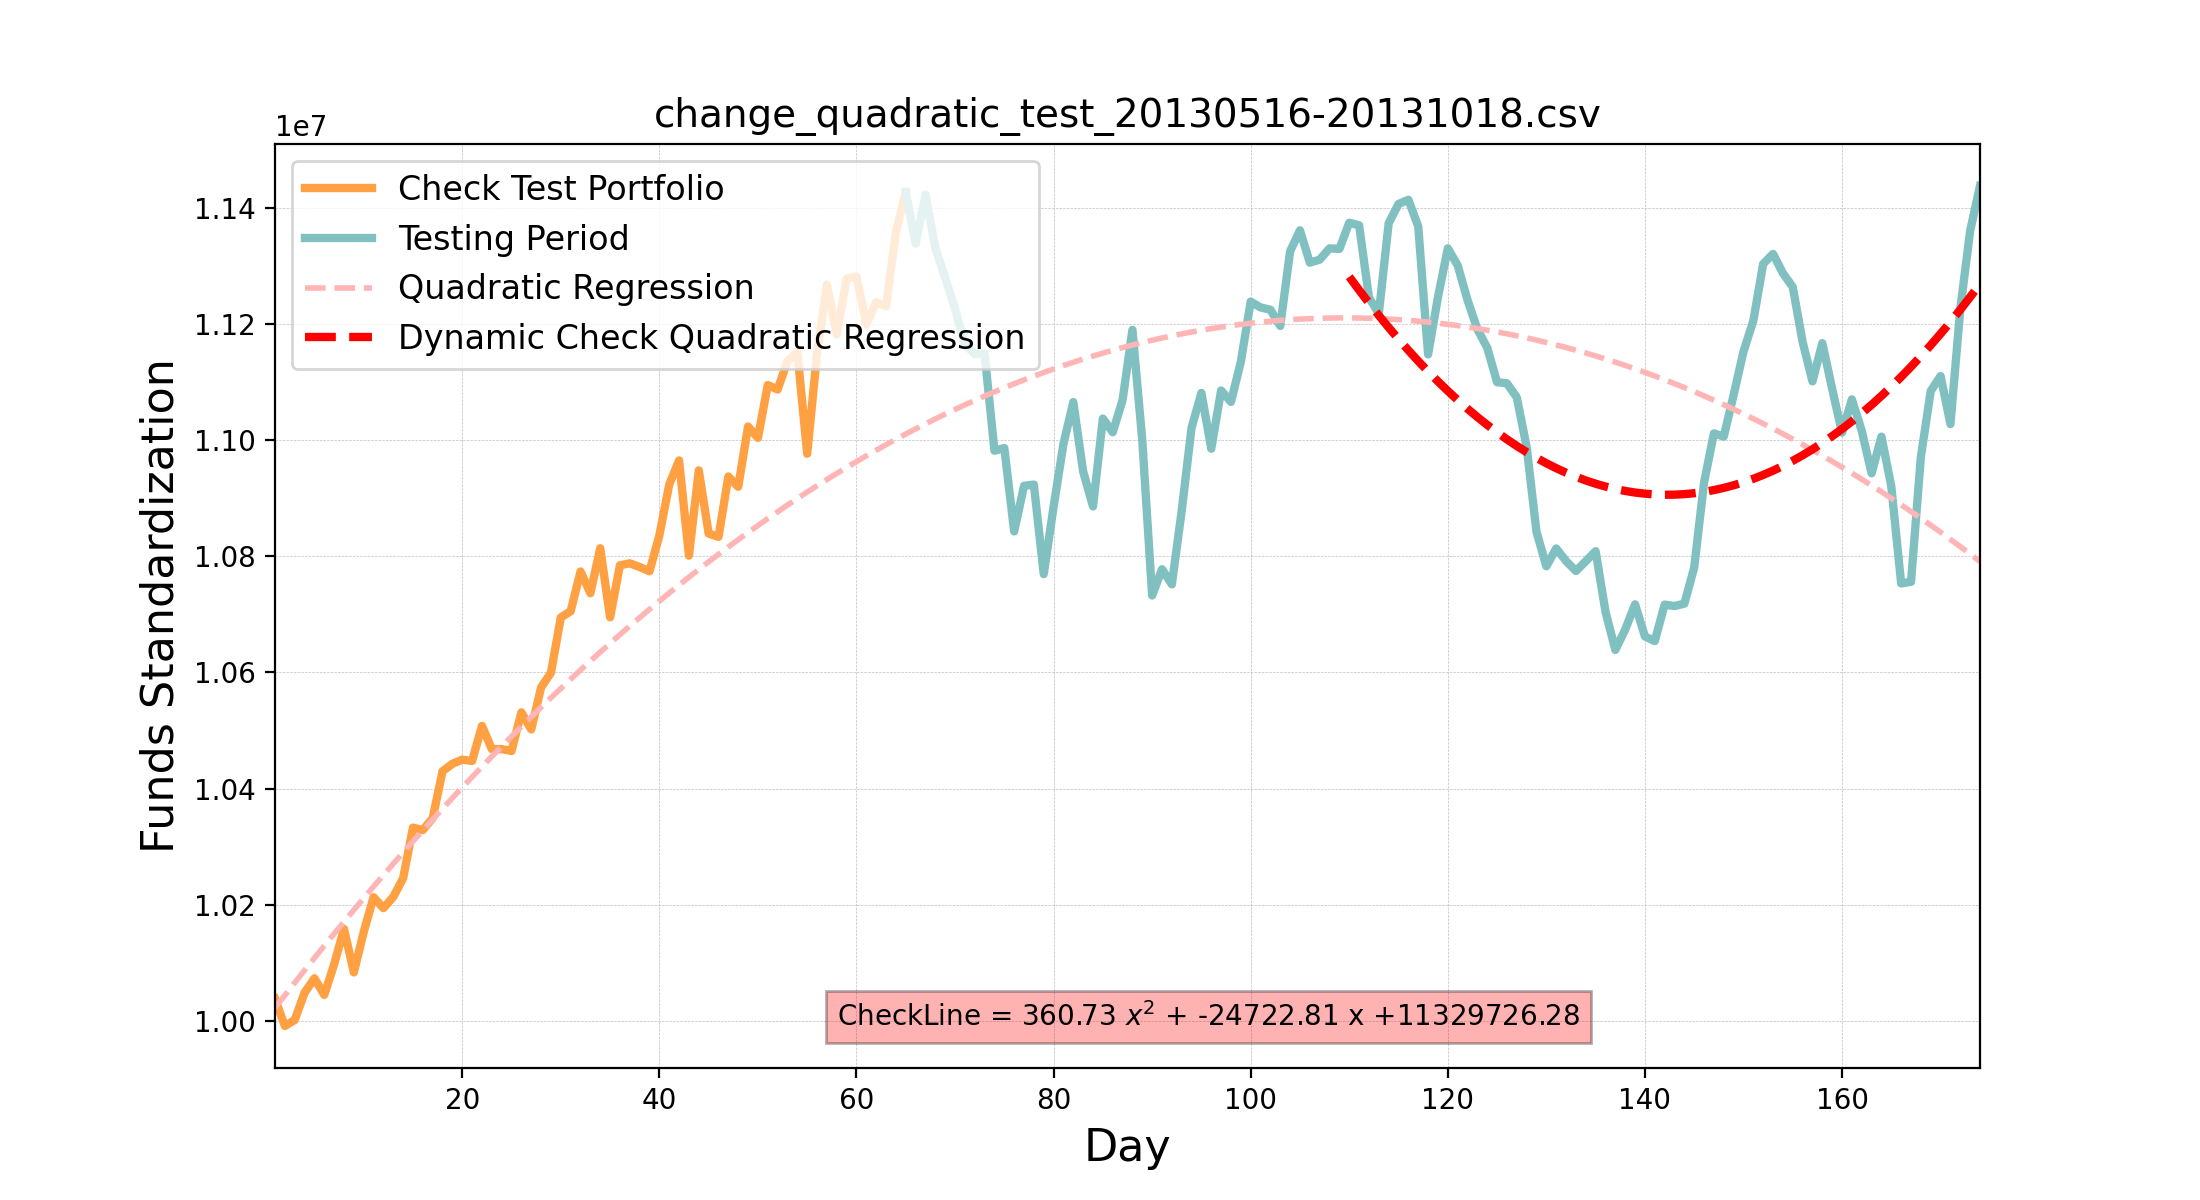 change_quadratic_test_20130516-20131018.csv
1e7
Check Test Portfolio
Testing Period
Quadratic Regression
Dynamic Check Quadratic Regression
1.14
1.12
1.10
1.08
1.06
1.04
1.02
1.00
Funds Standardization
CheckLine = 360.73 x² + -24722.81 x +11329726.28
20 40 60 80 100 120 140 160
Day